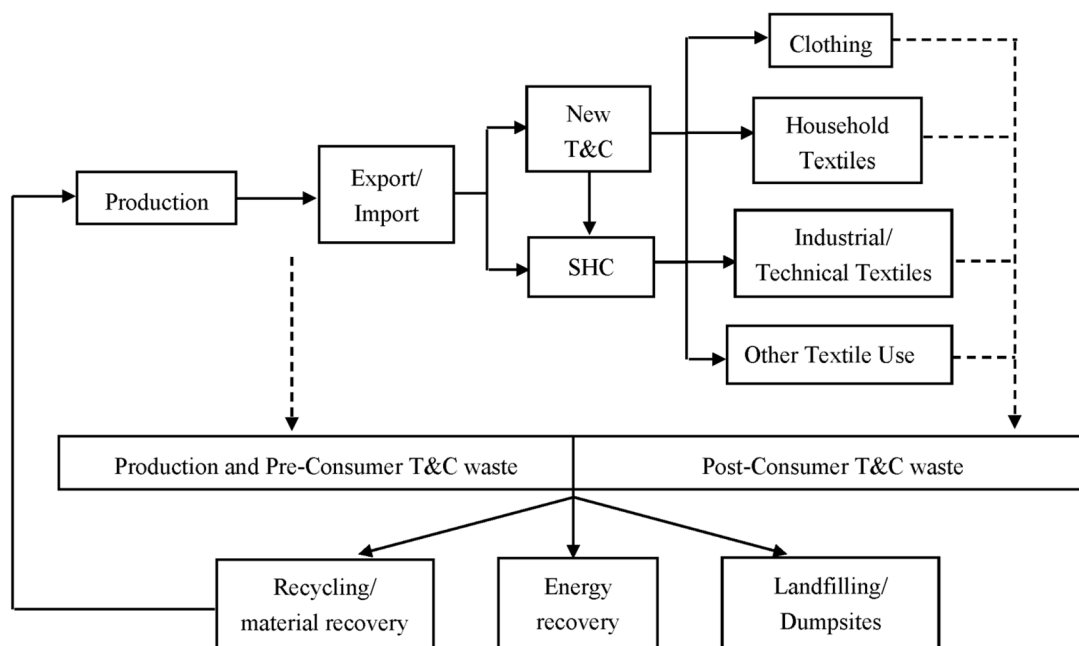 Clothing
New
T&C
Household
Textiles
Production
Export/
Import
SHC
Industrial/
Technical Textiles
Other Textile Use
Production and Pre-Consumer T&C waste
Post-Consumer T&C waste
Recycling/
material recovery
Energy
recovery
Landfilling/
Dumpsites